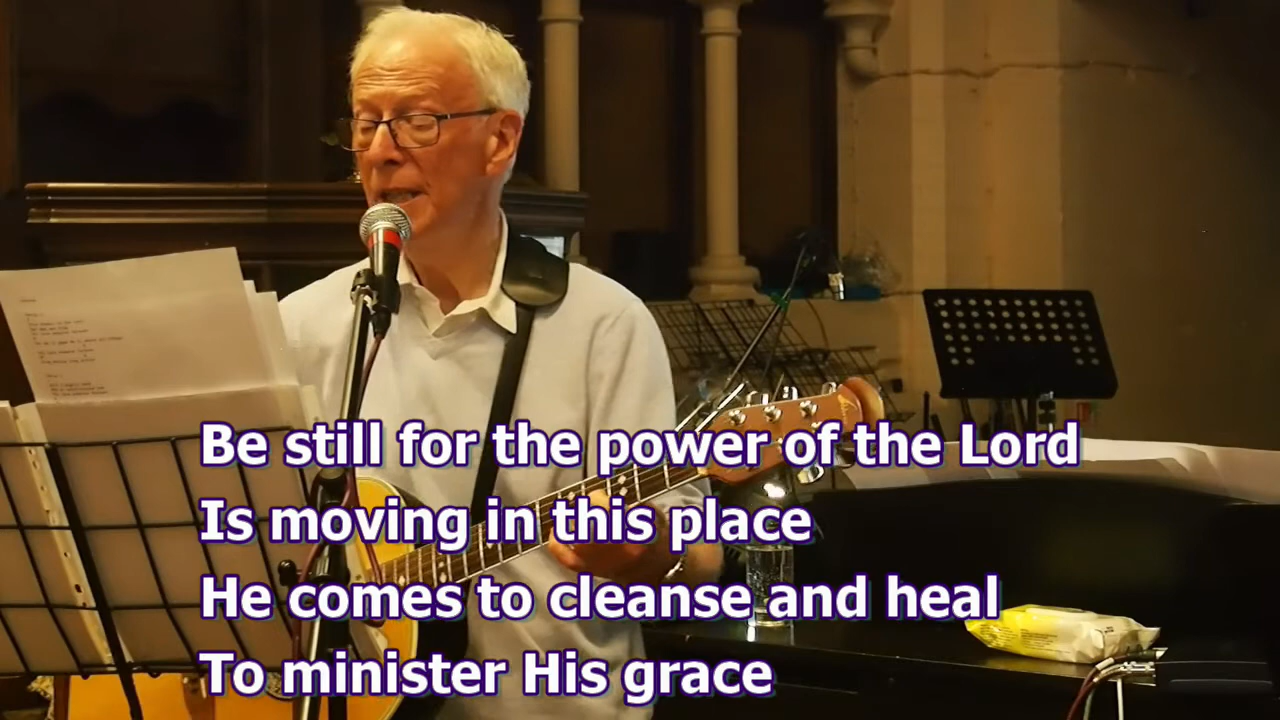 Be still for the power of the Lord
Is moving in this place
He comes to cleanse and heal
To minister His grace